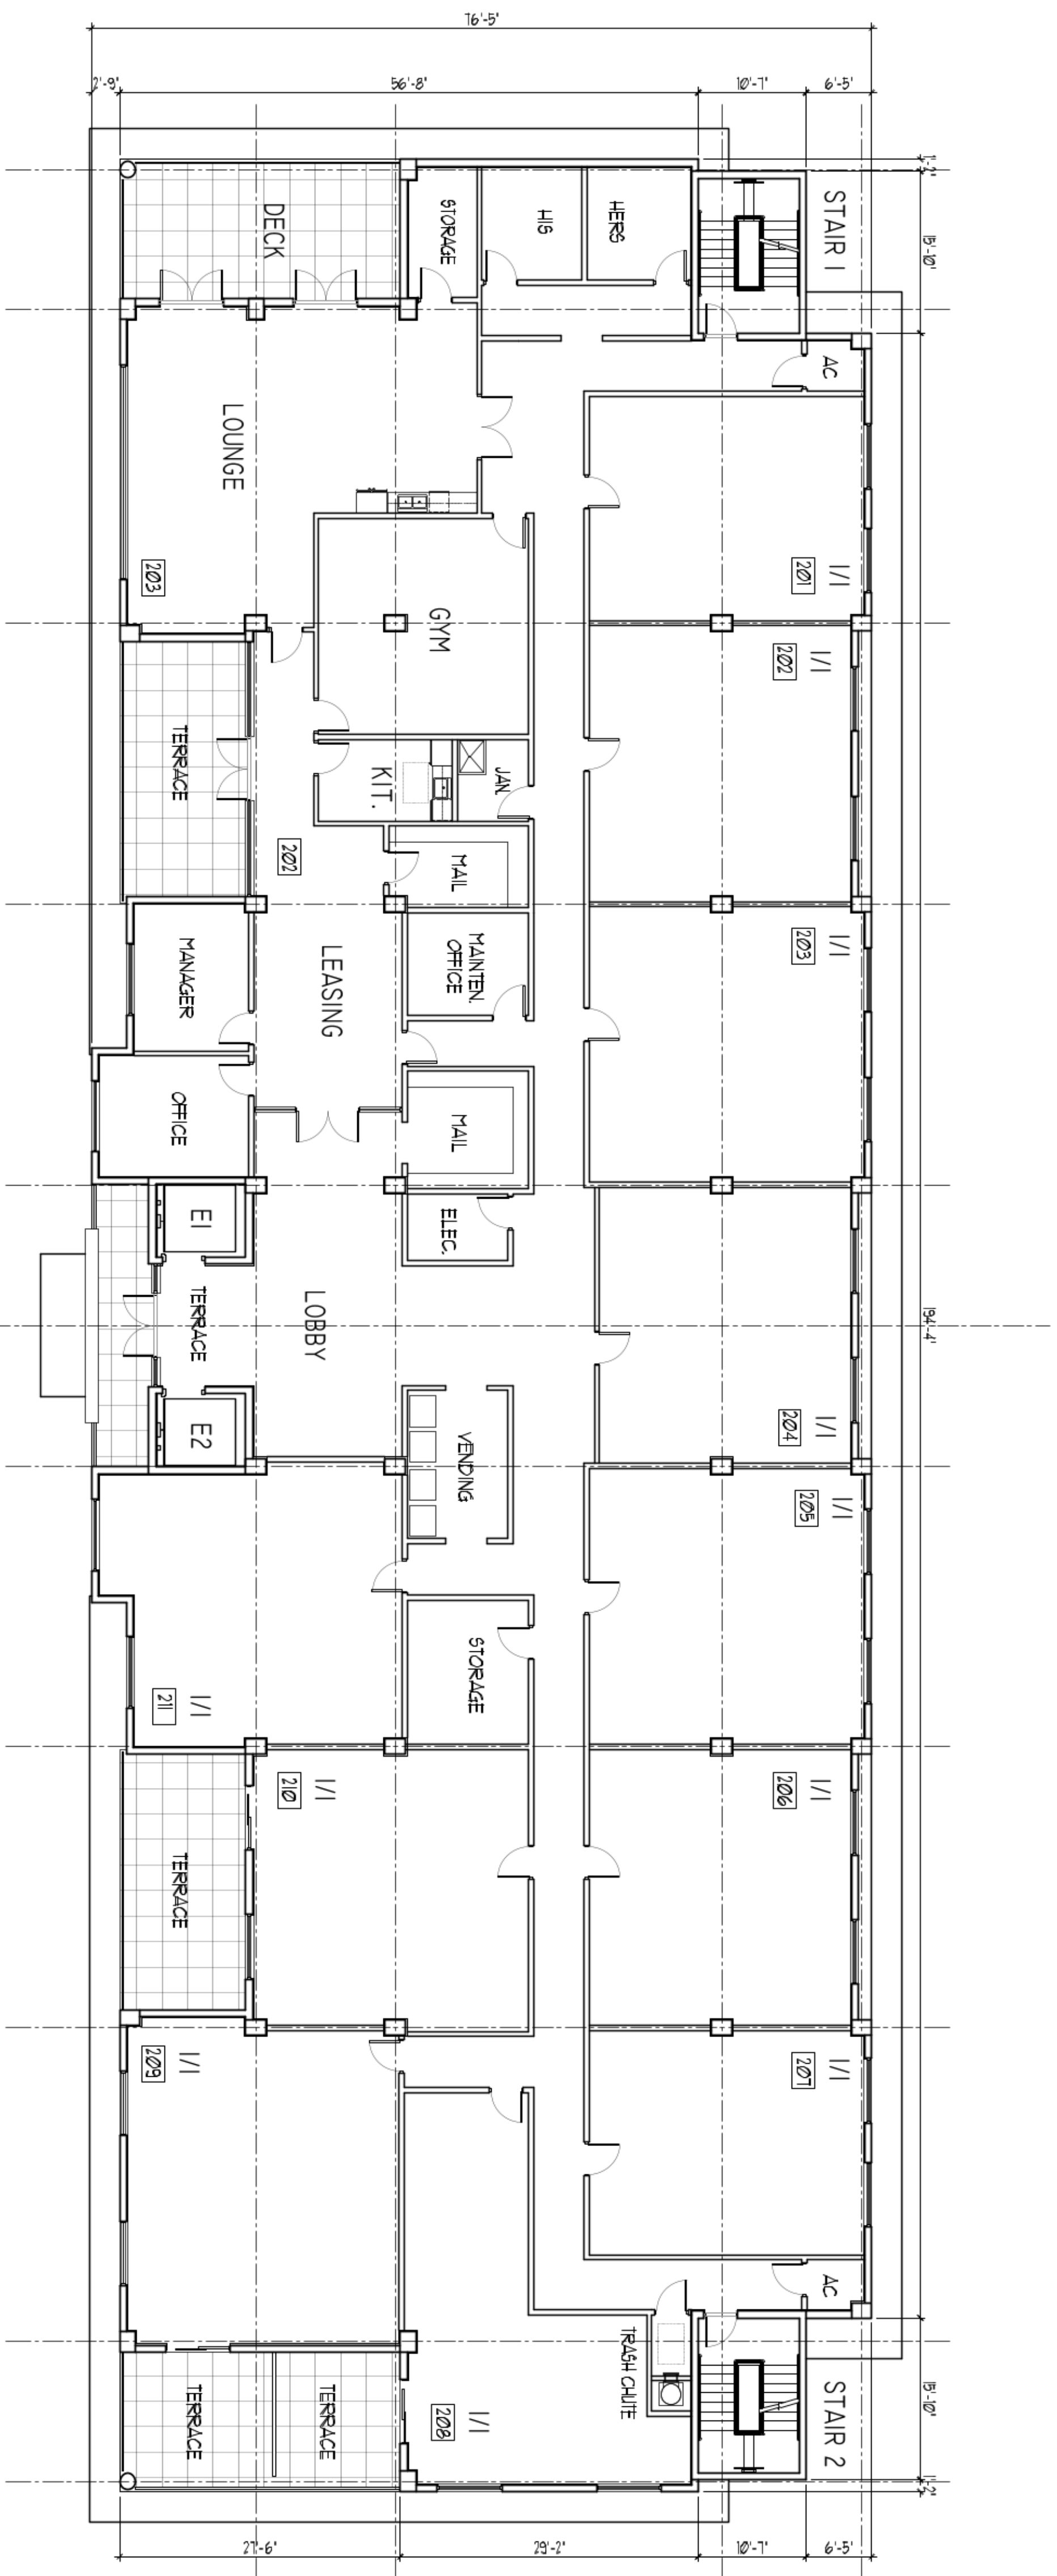 76'-5"
2'-9"
56'-8"
10'-7"
6'-5"
1'-2"
15'-10"
STAIR 1
HERS
HIS
STORAGE
DECK
AC
LOUNGE
203
1/1
201
GYM
1/1
202
TERRACE
KIT.
JAN.
202
MAIL
MANAGER
LEASING
MAINTEN.
OFFICE
1/1
203
OFFICE
MAIL
E1
ELEC.
TERRACE
LOBBY
194'-4"
E2
VENDING
1/1
204
1/1
205
STORAGE
1/1
211
1/1
210
1/1
206
TERRACE
1/1
209
1/1
207
AC
TRASH CHUTE
TERRACE
TERRACE
1/1
208
STAIR 2
15'-10"
1'-2"
27'-6"
29'-2"
10'-7"
6'-5"